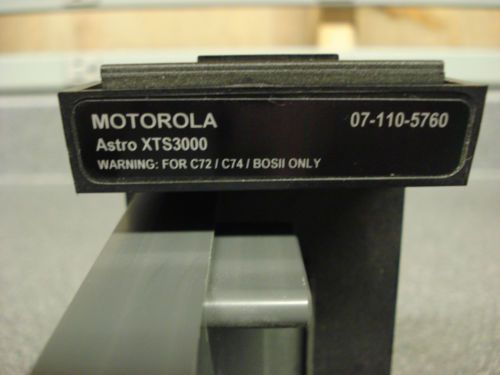 MOTOROLA 07-110-5760
Astro XTS3000
WARNING: FOR C72 / C74 / BOSII ONLY